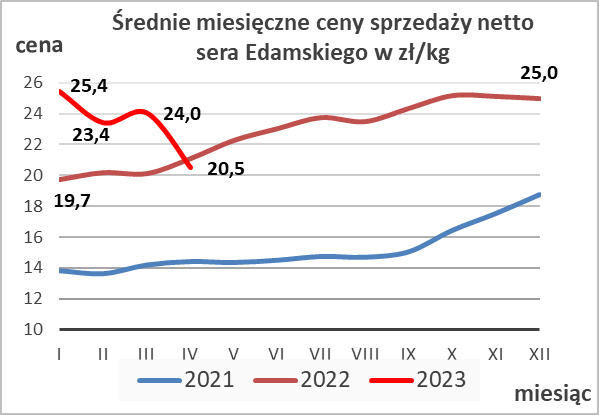 Średnie miesięczne ceny sprzedaży netto
sera Edamskiego w zł/kg
cena
26
24
22
20
18
16
14
12
10
25,4
23,4
24,0
20,5
19,7
25,0
I II III IV V VI VII VIII IX X XI XII
2021 2022 2023
miesiąc